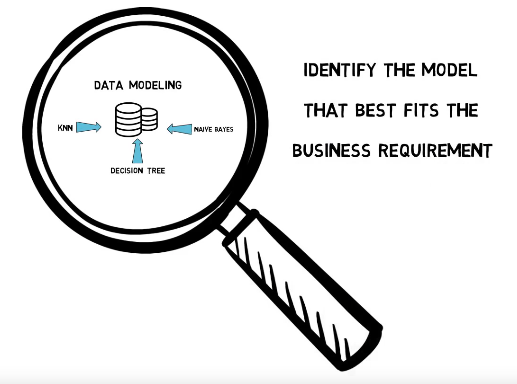 DATA MODELING
KNN
NAIVE BAYES
DECISION TREE
IDENTIFY THE MODEL
THAT BEST FITS THE
BUSINESS REQUIREMENT